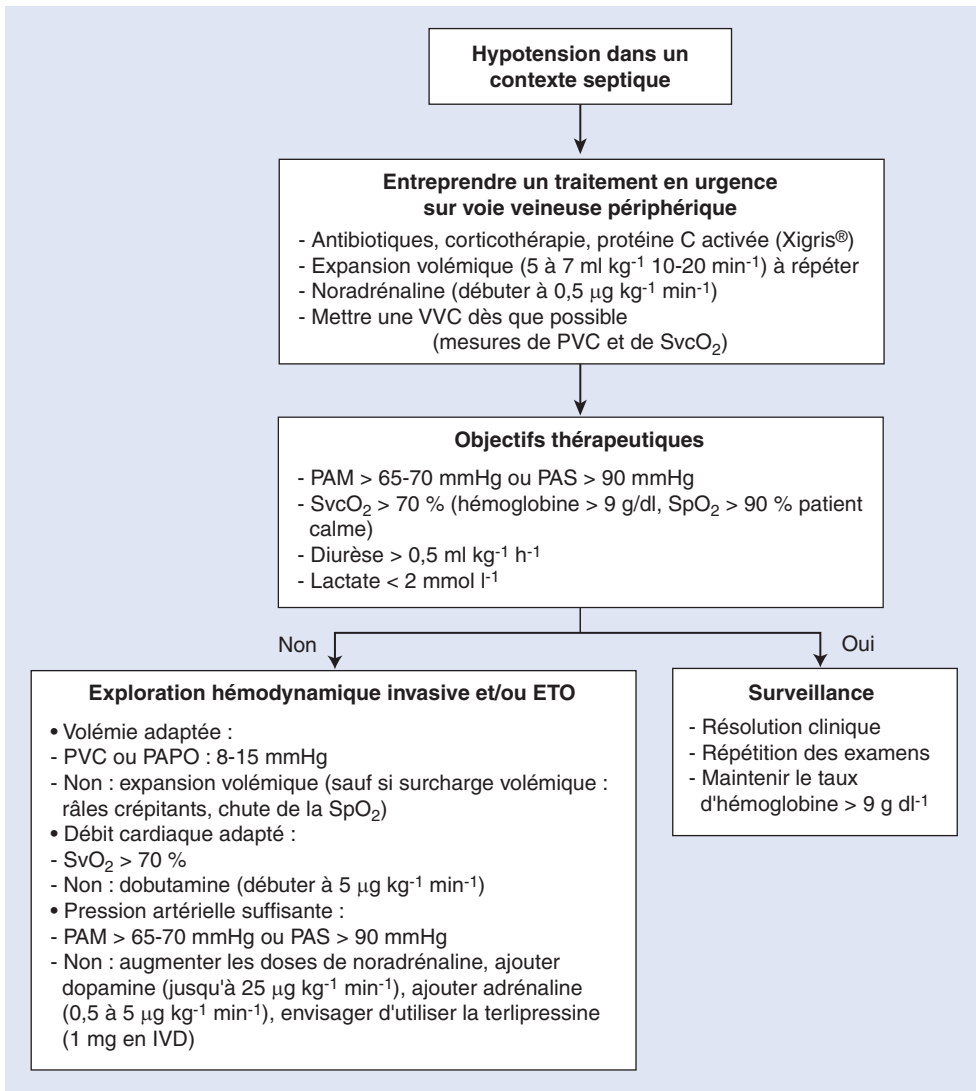 Hypotension dans un
contexte septique
Entreprendre un traitement en urgence
sur voie veineuse périphérique
- Antibiotiques, corticothérapie, protéine C activée (Xigris®)
- Expansion volémique (5 à 7 ml kg⁻¹ 10-20 min⁻¹) à répéter
- Noradrénaline (débuter à 0,5 μg kg⁻¹ min⁻¹)
- Mettre une VVC dès que possible
(mesures de PVC et de SvcO₂)
Objectifs thérapeutiques
- PAM > 65-70 mmHg ou PAS > 90 mmHg
- SvcO₂ > 70 % (hémoglobine > 9 g/dl, SpO₂ > 90 % patient
calme)
- Diurèse > 0,5 ml kg⁻¹ h⁻¹
- Lactate < 2 mmol l⁻¹
Non
Oui
Exploration hémodynamique invasive et/ou ETO
• Volémie adaptée :
- PVC ou PAPO : 8-15 mmHg
- Non : expansion volémique (sauf si surcharge volémique :
râles crépitants, chute de la SpO₂)
• Débit cardiaque adapté :
- SvO₂ > 70 %
- Non : dobutamine (débuter à 5 μg kg⁻¹ min⁻¹)
• Pression artérielle suffisante :
- PAM > 65-70 mmHg ou PAS > 90 mmHg
- Non : augmenter les doses de noradrénaline, ajouter
dopamine (jusqu'à 25 μg kg⁻¹ min⁻¹), ajouter adrénaline
(0,5 à 5 μg kg⁻¹ min⁻¹), envisager d'utiliser la terlipressine
(1 mg en IVD)
Surveillance
- Résolution clinique
- Répétition des examens
- Maintenir le taux
d'hémoglobine > 9 g dl⁻¹